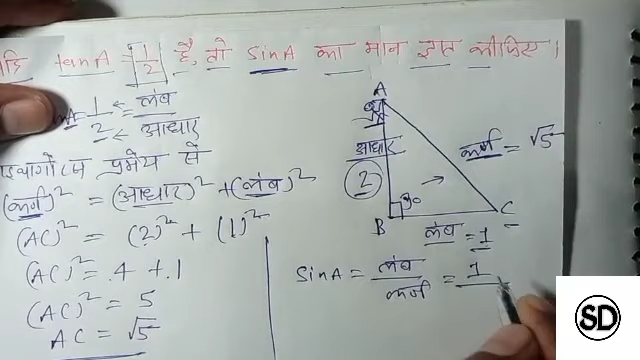 यदि tanA = 1/2 है, तो sinA का मान ज्ञात कीजिए।
1/2 ← लंब
← आधार
प्रमेय से
(कर्ण)² = (आधार)² + (लंब)²
(AC)² = (2)² + (1)²
(AC)² = 4 + 1
(AC)² = 5
AC = √5
A
आधार
2
B
90
C
कर्ण = √5
लंब = 1
sinA = लंब/कर्ण = 1
SD